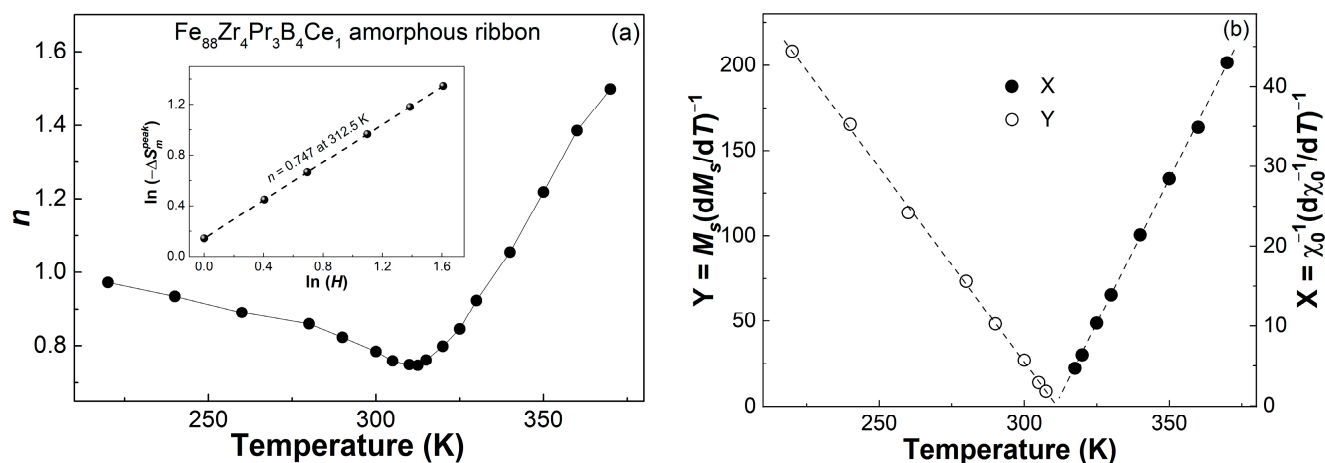 Fe₈₈Zr₄Pr₃B₄Ce₁ amorphous ribbon
(a)
n
1.6
1.4
1.2
1.0
0.8
250
300
350
Temperature (K)
ln (−ΔSₘᵖᵉᵃᵏ)
1.2
0.8
0.4
0.0
n = 0.747 at 312.5 K
0.0 0.4 0.8 1.2 1.6
ln (H)
(b)
Y = Mₛ(dMₛ/dT)⁻¹
200
150
100
50
0
X
Y
40
30
20
10
0
X = χ₀⁻¹(dχ₀⁻¹/dT)⁻¹
250
300
350
Temperature (K)